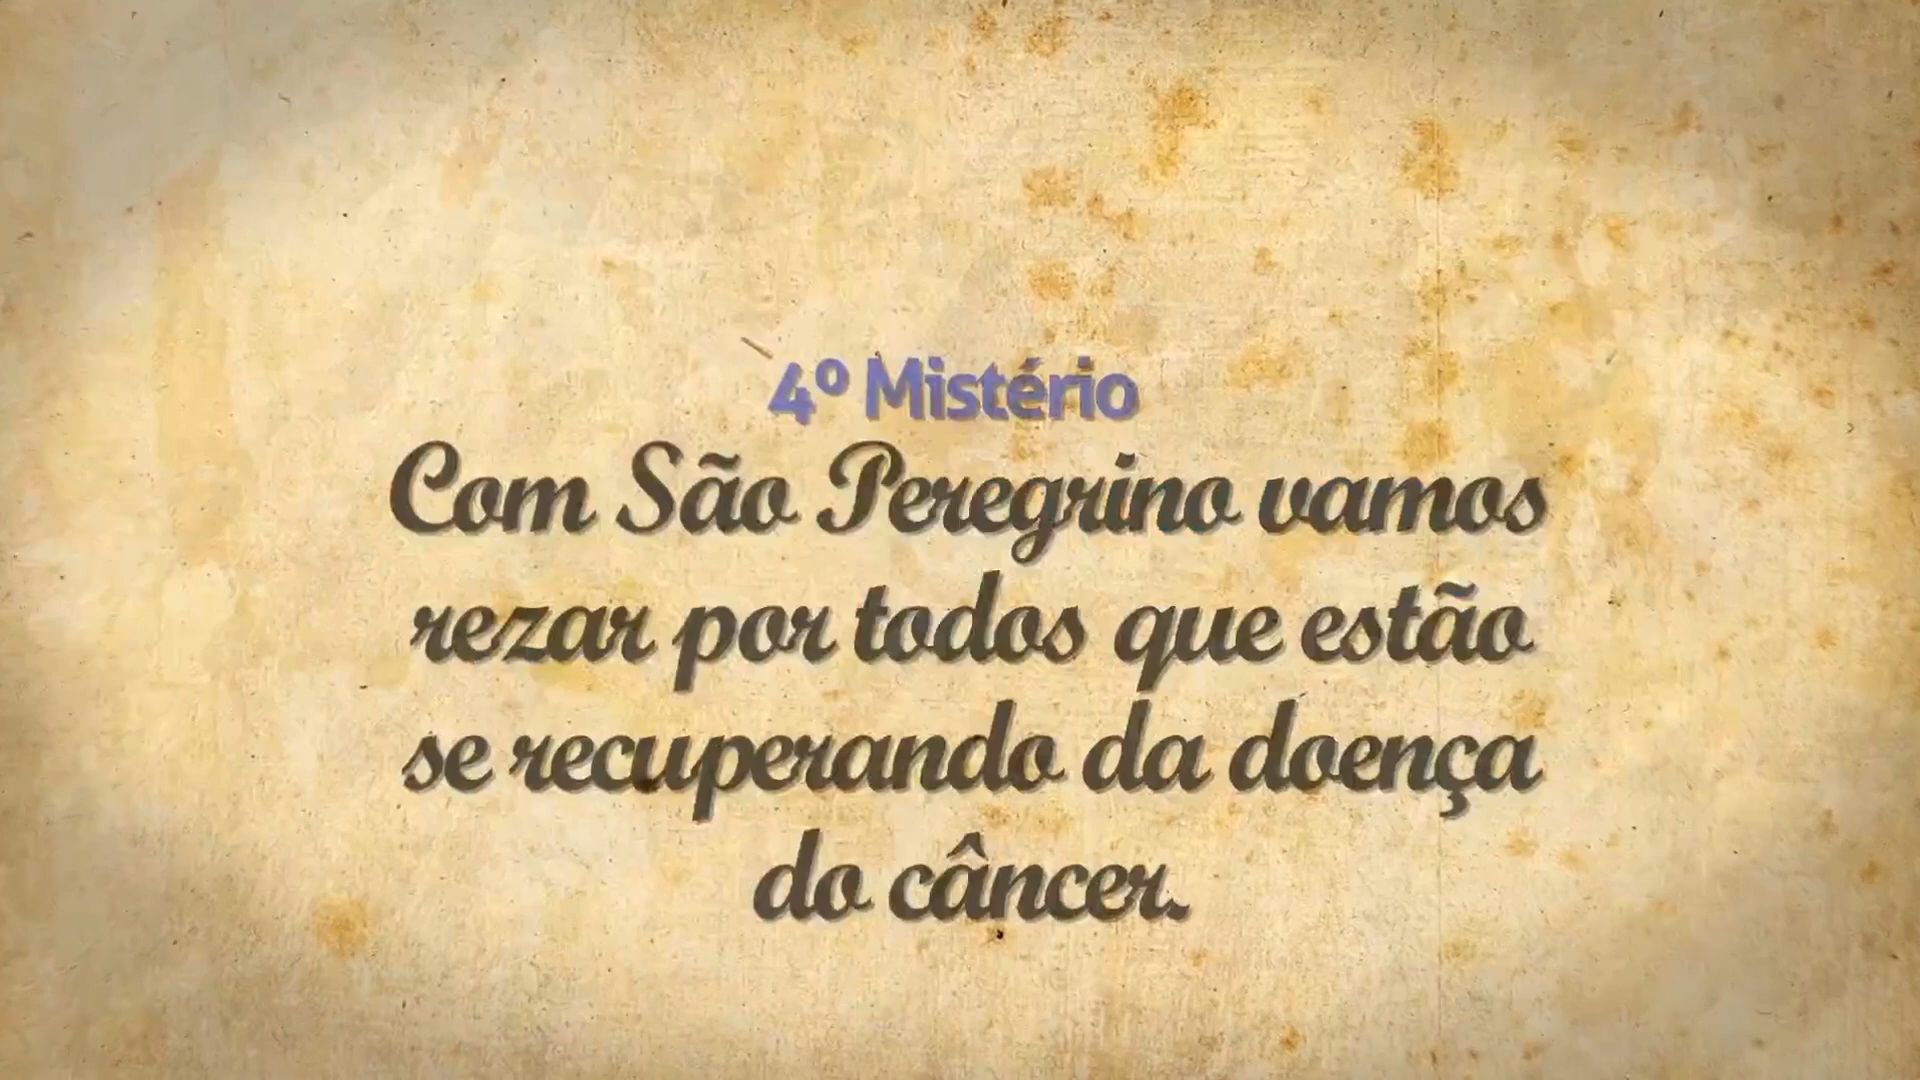 4º Mistério
Com São Peregrino vamos
rezar por todos que estão
se recuperando da doença
do câncer.